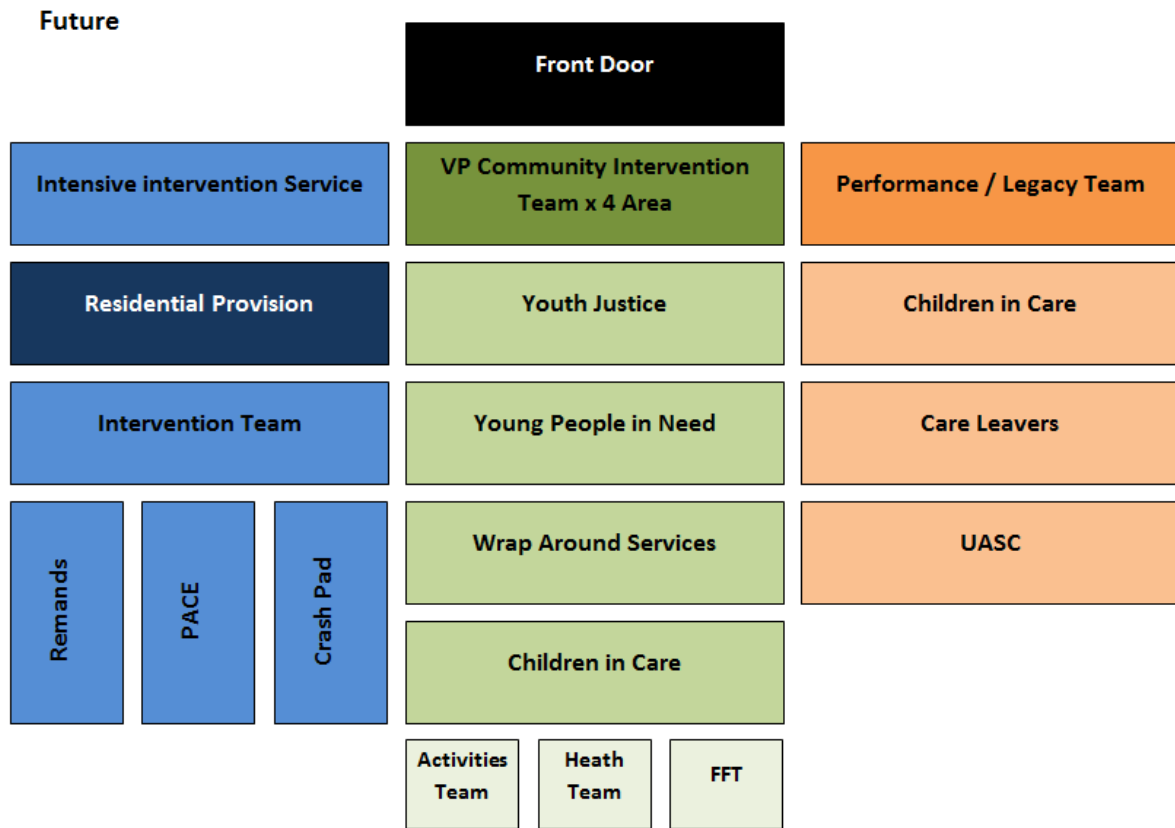 Future
Front Door
Intensive intervention Service
VP Community Intervention
Team x 4 Area
Performance / Legacy Team
Residential Provision
Youth Justice
Children in Care
Intervention Team
Young People in Need
Care Leavers
Remands
PACE
Crash Pad
Wrap Around Services
UASC
Children in Care
Activities
Team
Heath
Team
FFT